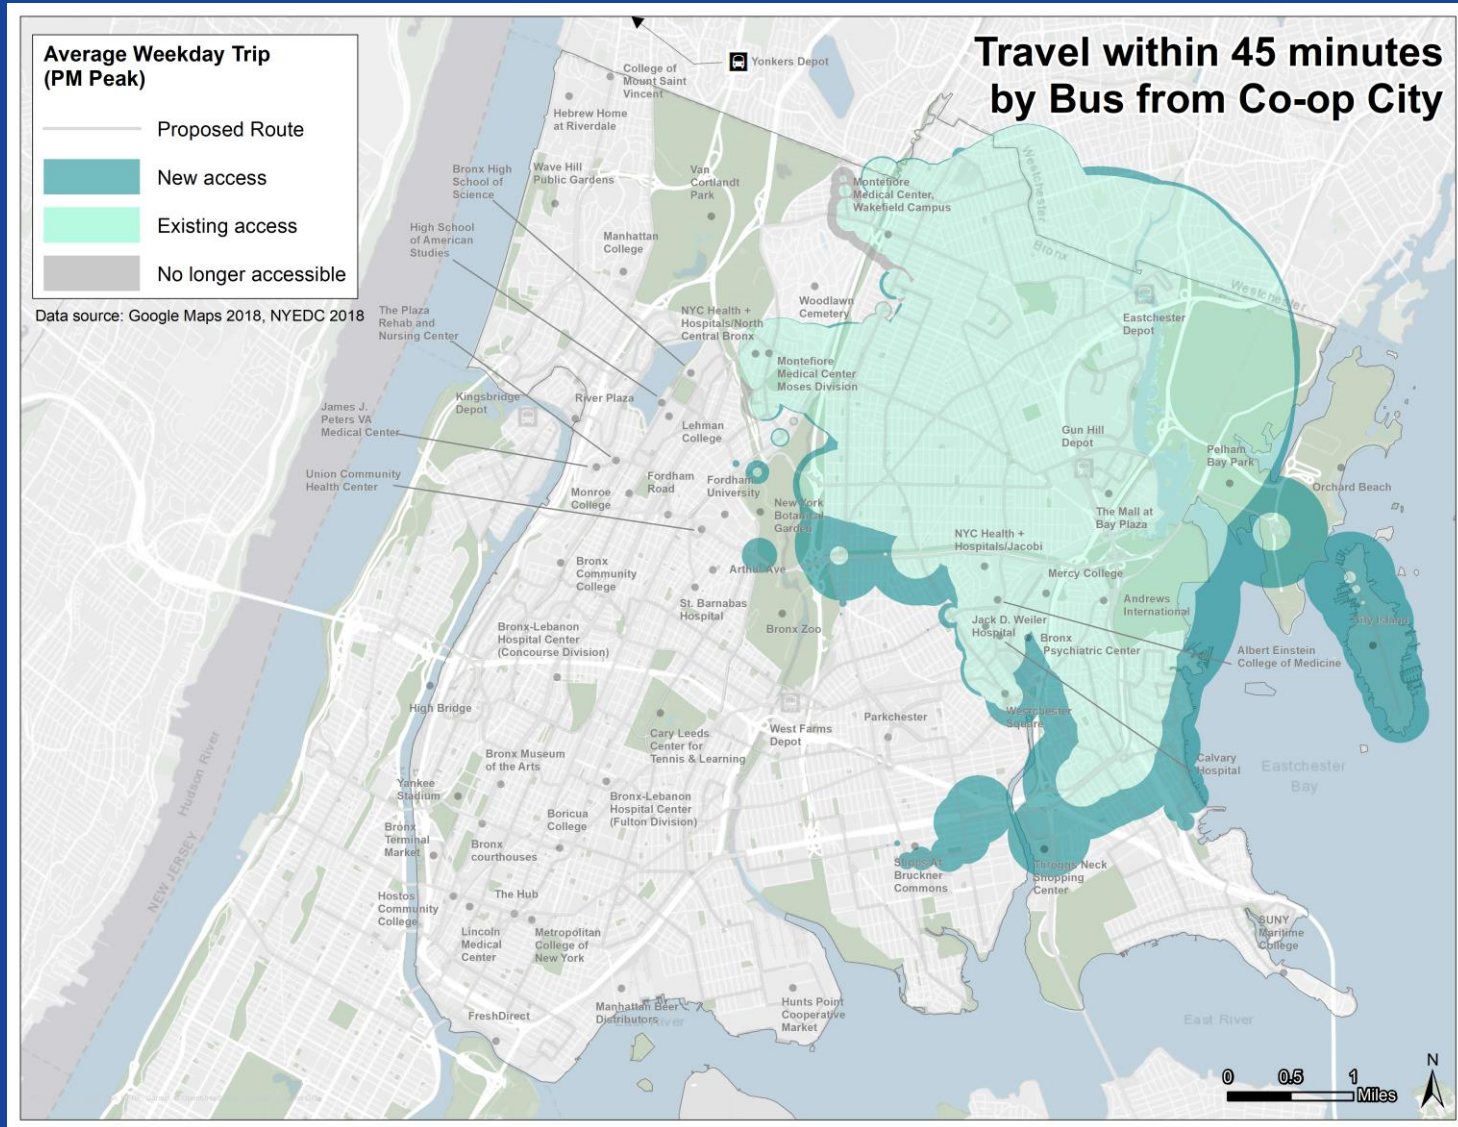 Travel within 45 minutes
by Bus from Co-op City
Average Weekday Trip
(PM Peak)
Proposed Route
New access
Existing access
No longer accessible
Data source: Google Maps 2018, NYEDC 2018
Yonkers Depot
College of
Mount Saint
Vincent
Hebrew Home
at Riverdale
Bronx High
School of
Science
Wave Hill
Public Gardens
Van
Cortlandt
Park
Montefiore
Medical Center,
Wakefield Campus
Westchester
Bronx
Westchester
High School
of American
Studies
Manhattan
College
Woodlawn
Cemetery
Eastchester
Depot
The Plaza
Rehab and
Nursing Center
NYC Health +
Hospitals/North
Central Bronx
Montefiore
Medical Center
Moses Division
Kingsbridge
Depot
River Plaza
James J.
Peters VA
Medical Center
Lehman
College
Gun Hill
Depot
Pelham
Bay Park
Orchard Beach
Union Community
Health Center
Monroe
College
Fordham
Road
Fordham
University
New York
Botanical
Garden
The Mall at
Bay Plaza
NYC Health +
Hospitals/Jacobi
Mercy College
Bronx
Community
College
Arthur Ave
St. Barnabas
Hospital
Bronx Zoo
Andrews
International
City Island
Jack D. Weiler
Hospital
Bronx
Psychiatric Center
Albert Einstein
College of Medicine
Bronx-Lebanon
Hospital Center
(Concourse Division)
High Bridge
Westchester
Square
Parkchester
West Farms
Depot
Cary Leeds
Center for
Tennis & Learning
Calvary
Hospital
Eastchester
Bay
Bronx Museum
of the Arts
Yankee
Stadium
Hudson River
NEW JERSEY
Bronx-Lebanon
Hospital Center
(Fulton Division)
Boricua
College
Bronx
Terminal
Market
Bronx
courthouses
Shops At
Bruckner
Commons
Throggs Neck
Shopping
Center
Hostos
Community
College
The Hub
SUNY
Maritime
College
Lincoln
Medical
Center
Metropolitan
College of
New York
FreshDirect
Manhattan Beer
Distributors
East River
Hunts Point
Cooperative
Market
East River
N
0 0.5 1
Miles